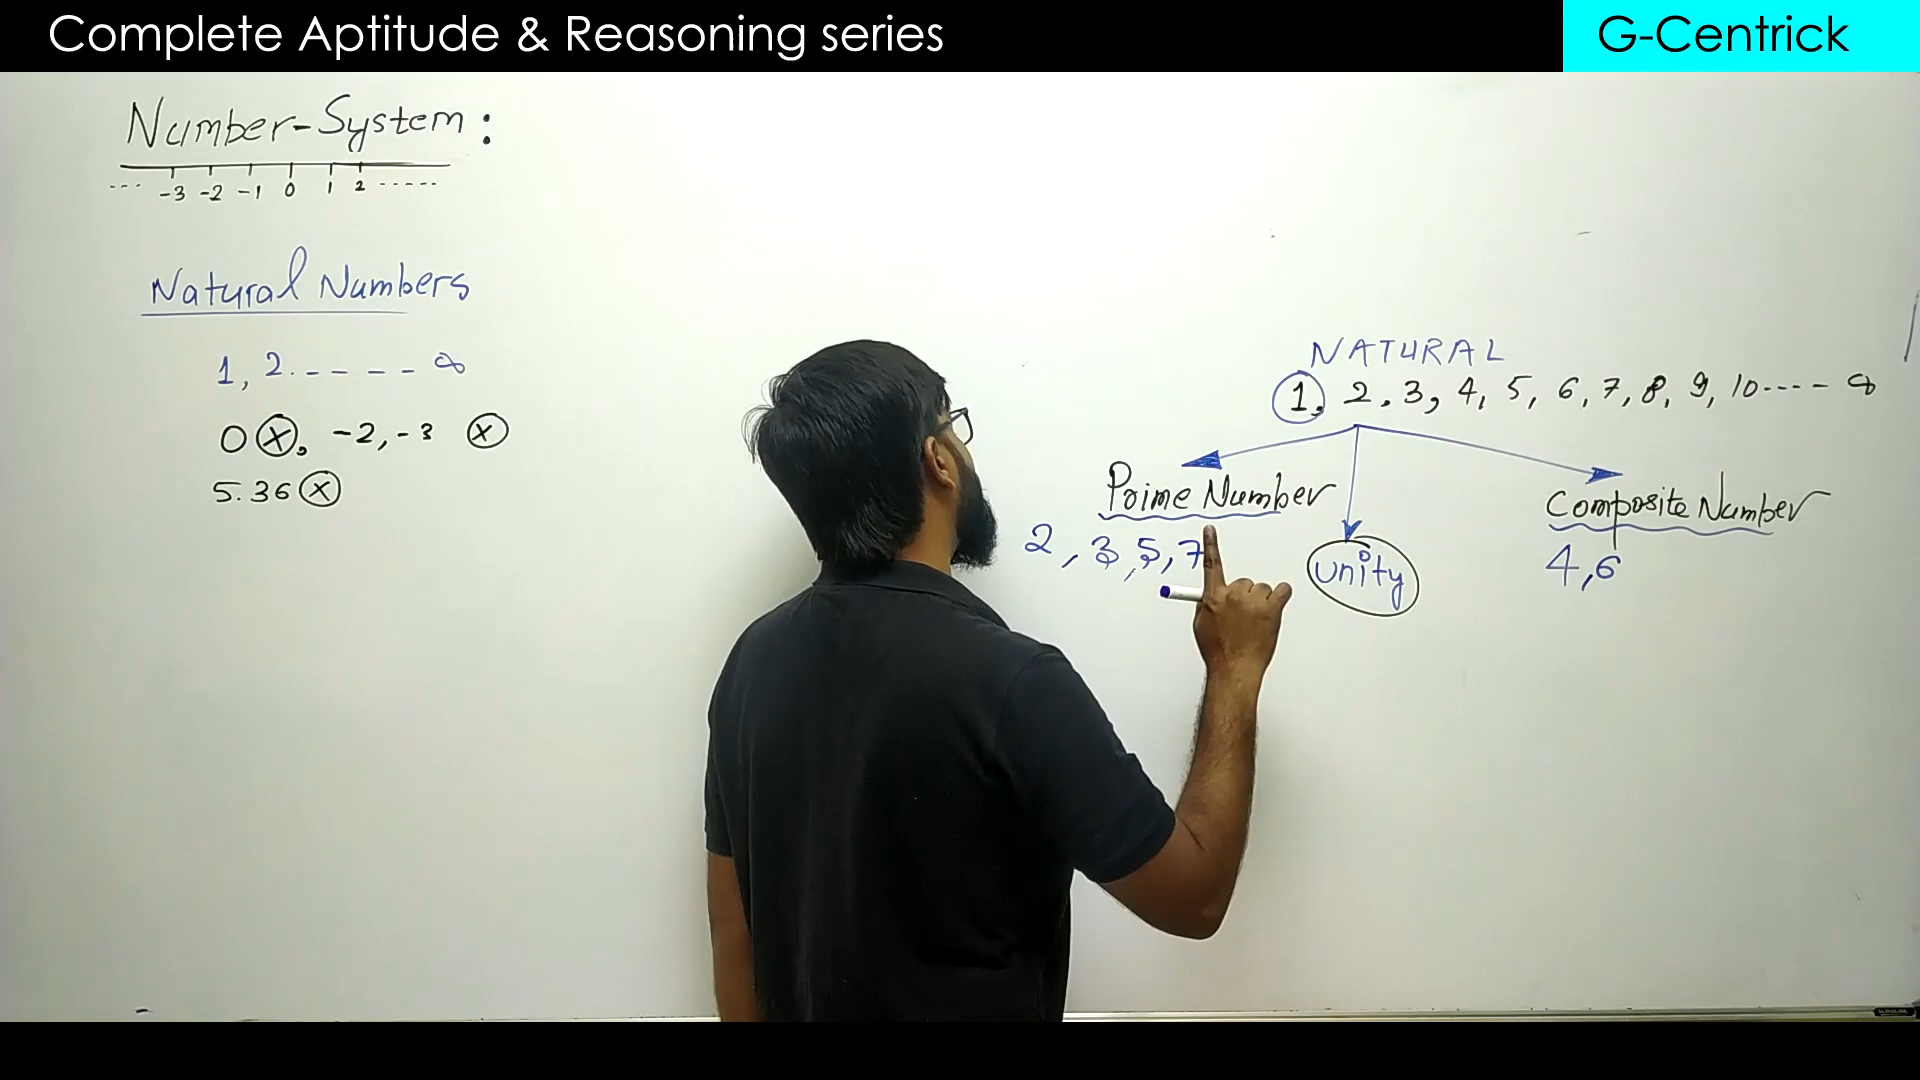 Complete Aptitude & Reasoning series
G-Centrick
Number-System :
--- -3 -2 -1 0 1 2 -----
Natural Numbers
1, 2.---- ∞
0 ⓧ, -2, -3 ⓧ
5.36 ⓧ
NATURAL
1, 2, 3, 4, 5, 6, 7, 8, 9, 10---- ∞
Prime Number
2, 3, 5, 7
unity
Composite Number
4, 6